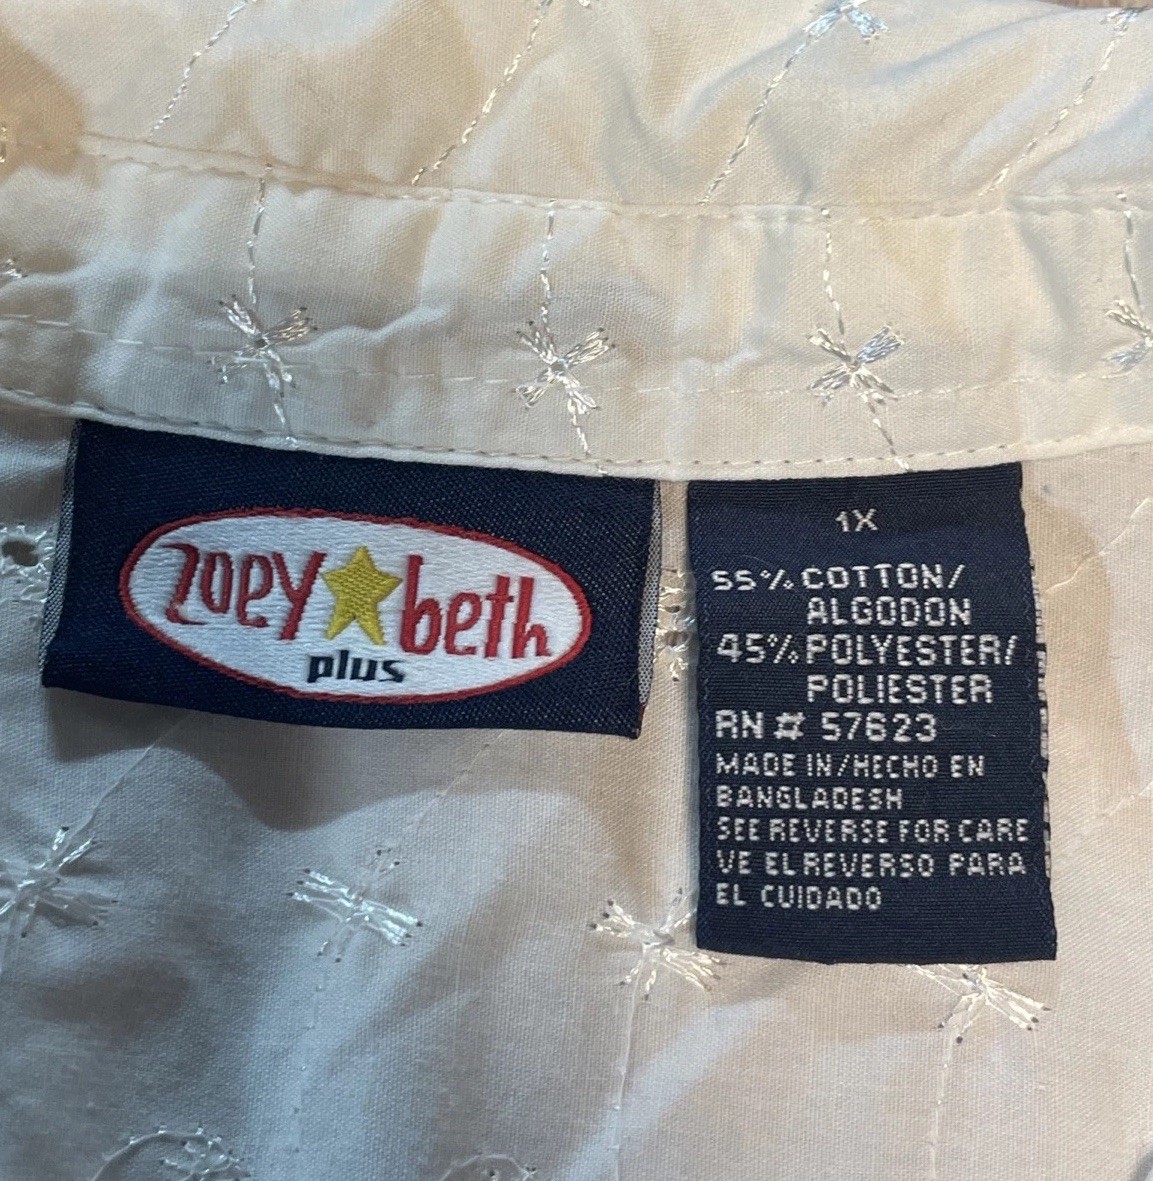 zoey beth
plus
1X
55% COTTON/
ALGODON
45% POLYESTER/
POLIESTER
RN # 57623
MADE IN/HECHO EN
BANGLADESH
SEE REVERSE FOR CARE
VE EL REVERSO PARA
EL CUIDADO